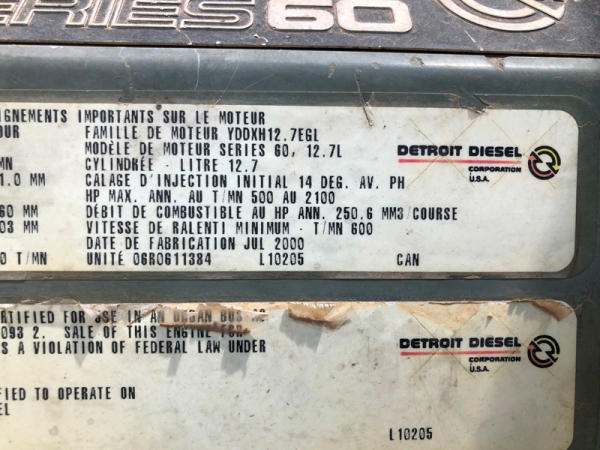 SERIES 60
IGNEMENTS IMPORTANTS SUR LE MOTEUR
OUR FAMILLE DE MOTEUR YDDXH12.7EGL
MODÈLE DE MOTEUR SERIES 60, 12.7L
MN CYLINDRÉE - LITRE 12.7
1.0 MM CALAGE D'INJECTION INITIAL 14 DEG. AV. PH
HP MAX. ANN. AU T/MN 500 AU 2100
60 MM DÉBIT DE COMBUSTIBLE AU HP ANN. 250.6 MM3/COURSE
03 MM VITESSE DE RALENTI MINIMUM - T/MN 600
DATE DE FABRICATION JUL 2000
0 T/MN UNITÉ 06R0611384 L10205 CAN
DETROIT DIESEL
CORPORATION
U.S.A.
RTIFIED FOR USE IN AN URBAN BUS
093 2. SALE OF THIS ENGINE FOR
S A VIOLATION OF FEDERAL LAW UNDER
DETROIT DIESEL
CORPORATION
U.S.A.
FIED TO OPERATE ON
EL
L10205